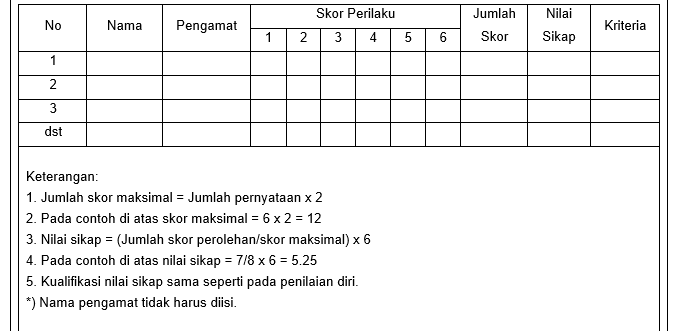 No Nama Pengamat Skor Perilaku Jumlah Skor Nilai Sikap Kriteria
1 2 3 4 5 6
1
2
3
dst
Keterangan:
1. Jumlah skor maksimal = Jumlah pernyataan x 2
2. Pada contoh di atas skor maksimal = 6 x 2 = 12
3. Nilai sikap = (Jumlah skor perolehan/skor maksimal) x 6
4. Pada contoh di atas nilai sikap = 7/8 x 6 = 5.25
5. Kualifikasi nilai sikap sama seperti pada penilaian diri.
*) Nama pengamat tidak harus diisi.